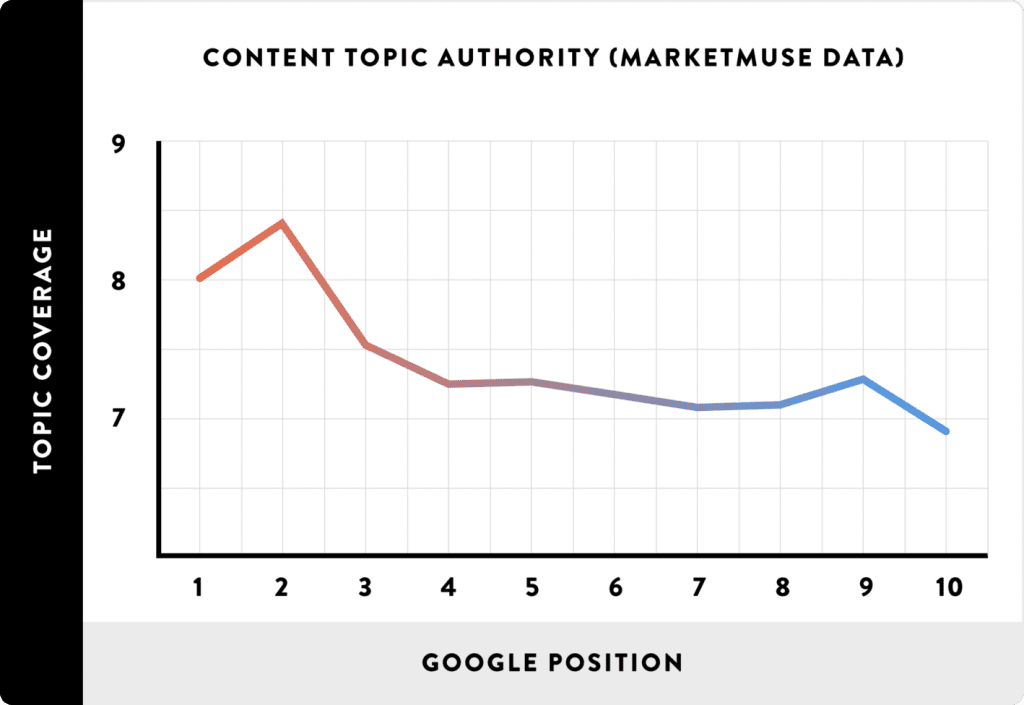 CONTENT TOPIC AUTHORITY (MARKETMUSE DATA)
TOPIC COVERAGE
9
8
7
1 2 3 4 5 6 7 8 9 10
GOOGLE POSITION